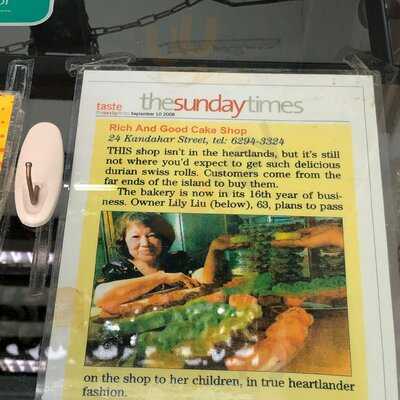 thesundaytimes
taste
September 10 2006
Rich And Good Cake Shop
24 Kandahar Street, tel: 6294-3324
THIS shop isn't in the heartlands, but it's still
not where you'd expect to get such delicious
durian swiss rolls. Customers come from the
far ends of the island to buy them.
The bakery is now in its 16th year of busi-
ness. Owner Lily Liu (below), 63, plans to pass
on the shop to her children, in true heartlander
fashion.